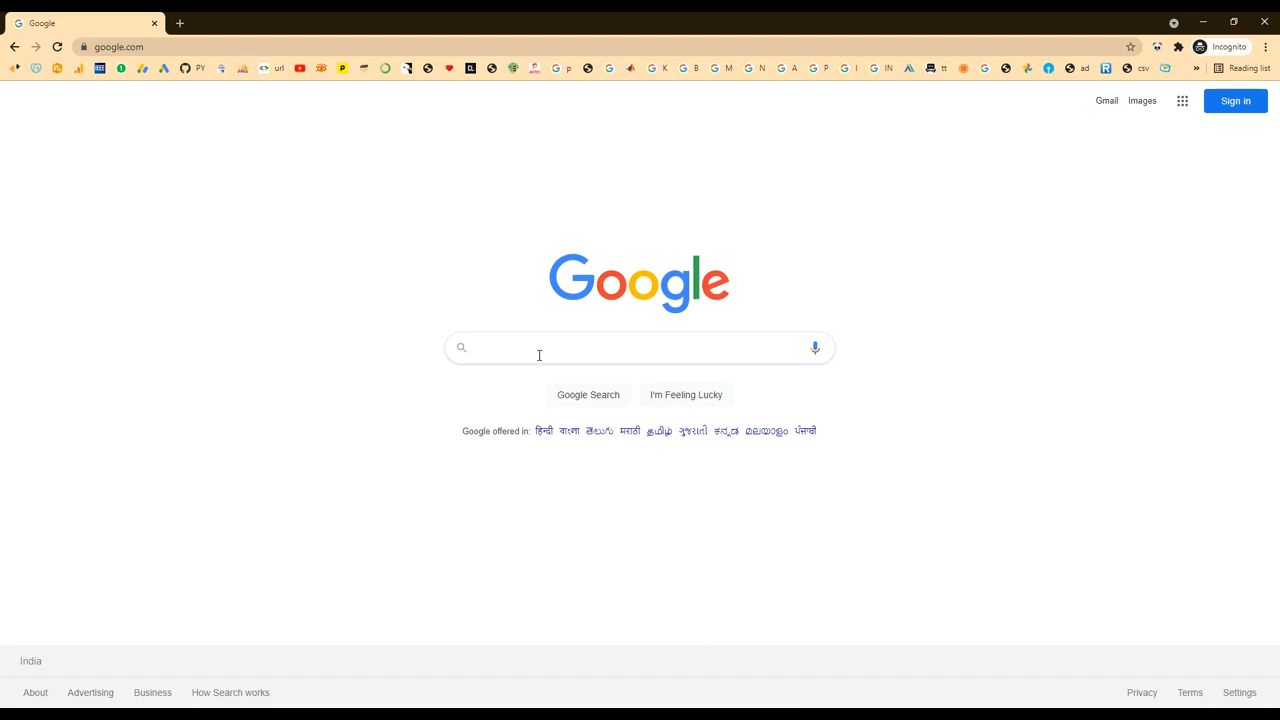 Google
google.com
Incognito
PY url p K B M N A P I IN tt ad csv Reading list
Gmail Images Sign in
Google
Google Search I'm Feeling Lucky
Google offered in: हिन्दी বাংলা తెలుగు मराठी தமிழ் ગુજરાતી ಕನ್ನಡ മലയാളം ਪੰਜਾਬੀ
India
About Advertising Business How Search works Privacy Terms Settings